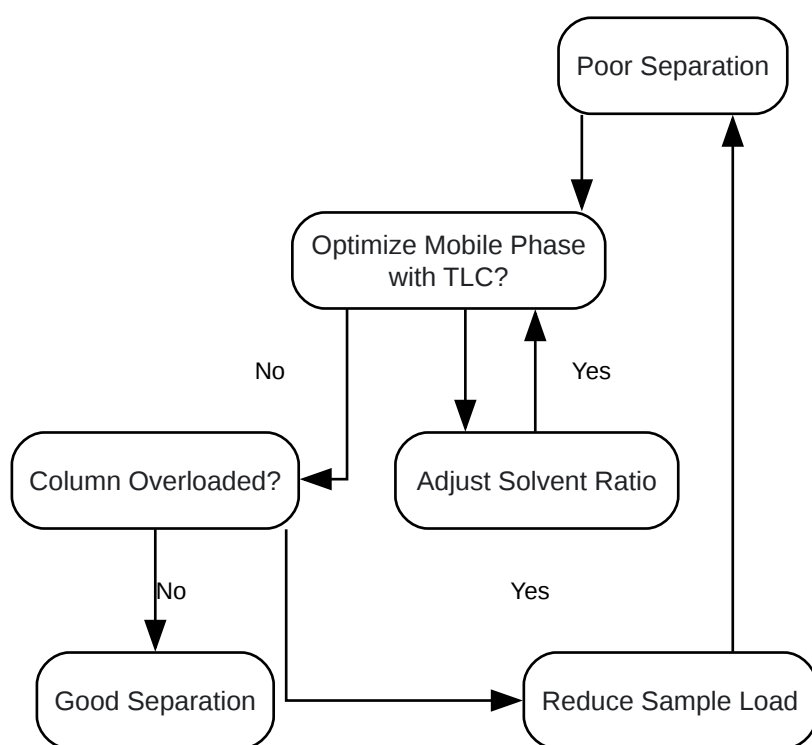 Poor Separation
Optimize Mobile Phase
with TLC?
No
Yes
Column Overloaded?
Adjust Solvent Ratio
No
Yes
Good Separation
Reduce Sample Load